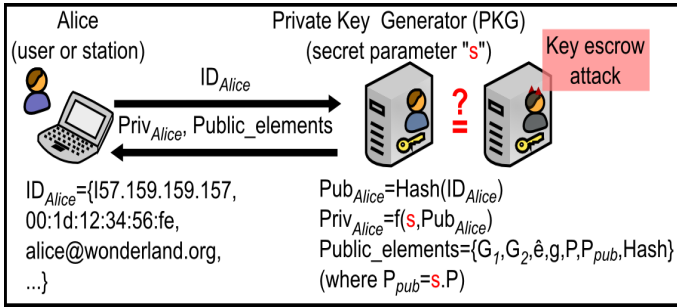 Alice
(user or station)
Private Key Generator (PKG)
(secret parameter "s")
Key escrow
attack
ID_Alice
Priv_Alice, Public_elements
?
=
ID_Alice={I57.159.159.157,
00:1d:12:34:56:fe,
alice@wonderland.org,
...}
Pub_Alice=Hash(ID_Alice)
Priv_Alice=f(s,Pub_Alice)
Public_elements={G_1,G_2,ê,g,P,P_pub,Hash}
(where P_pub=s.P)